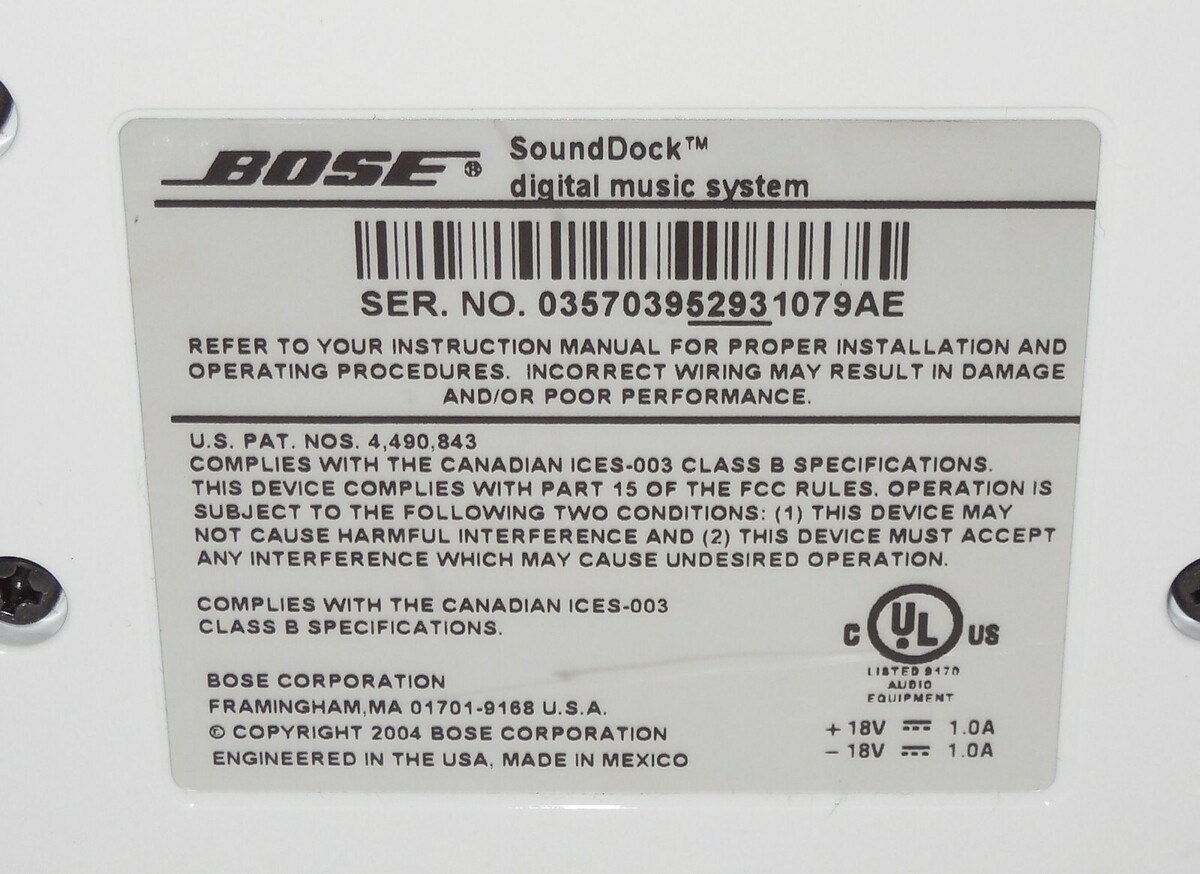 BOSE®
SoundDock™
digital music system
SER. NO. 035703952931079AE
REFER TO YOUR INSTRUCTION MANUAL FOR PROPER INSTALLATION AND
OPERATING PROCEDURES. INCORRECT WIRING MAY RESULT IN DAMAGE
AND/OR POOR PERFORMANCE.
U.S. PAT. NOS. 4,490,843
COMPLIES WITH THE CANADIAN ICES-003 CLASS B SPECIFICATIONS.
THIS DEVICE COMPLIES WITH PART 15 OF THE FCC RULES. OPERATION IS
SUBJECT TO THE FOLLOWING TWO CONDITIONS: (1) THIS DEVICE MAY
NOT CAUSE HARMFUL INTERFERENCE AND (2) THIS DEVICE MUST ACCEPT
ANY INTERFERENCE WHICH MAY CAUSE UNDESIRED OPERATION.
COMPLIES WITH THE CANADIAN ICES-003
CLASS B SPECIFICATIONS.
BOSE CORPORATION
FRAMINGHAM,MA 01701-9168 U.S.A.
© COPYRIGHT 2004 BOSE CORPORATION
ENGINEERED IN THE USA, MADE IN MEXICO
C UL US
LISTED 9170
AUDIO
EQUIPMENT
+ 18V ⎓ 1.0A
− 18V ⎓ 1.0A